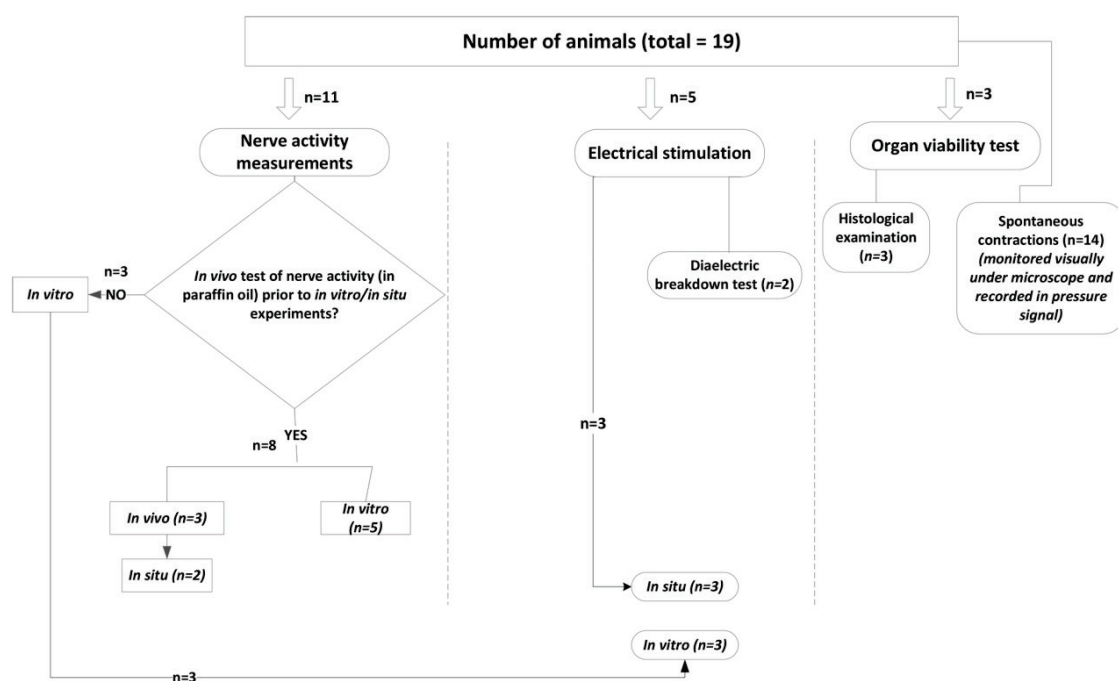 Number of animals (total = 19)
n=11
n=5
n=3
Nerve activity
measurements
Electrical stimulation
Organ viability test
Histological
examination
(n=3)
Spontaneous
contractions (n=14)
(monitored visually
under microscope and
recorded in pressure
signal)
Diaelectric
breakdown test (n=2)
In vivo test of nerve activity (in
paraffin oil) prior to in vitro/in situ
experiments?
n=3
NO
In vitro
YES
n=8
n=3
In vivo (n=3)
In vitro
(n=5)
In situ (n=2)
In situ (n=3)
In vitro (n=3)
n=3